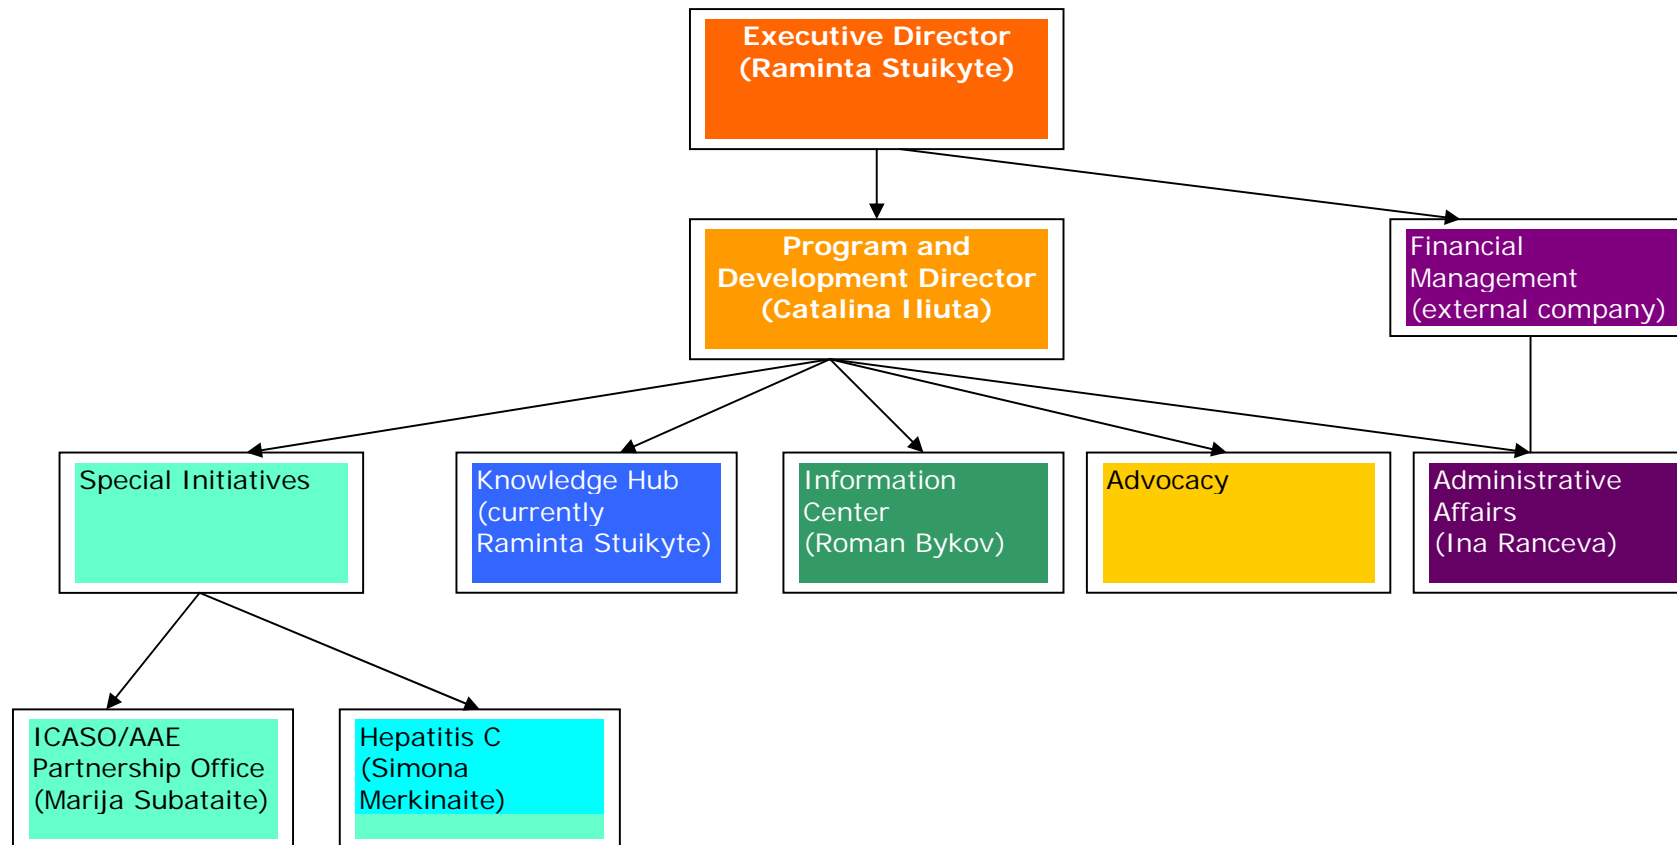 Executive Director
(Raminta Stuikyte)
Program and
Development Director
(Catalina Iliuta)
Financial
Management
(external company)
Special Initiatives
Knowledge Hub
(currently
Raminta Stuikyte)
Information
Center
(Roman Bykov)
Advocacy
Administrative
Affairs
(Ina Ranceva)
ICASO/AAE
Partnership Office
(Marija Subataite)
Hepatitis C
(Simona
Merkinaite)